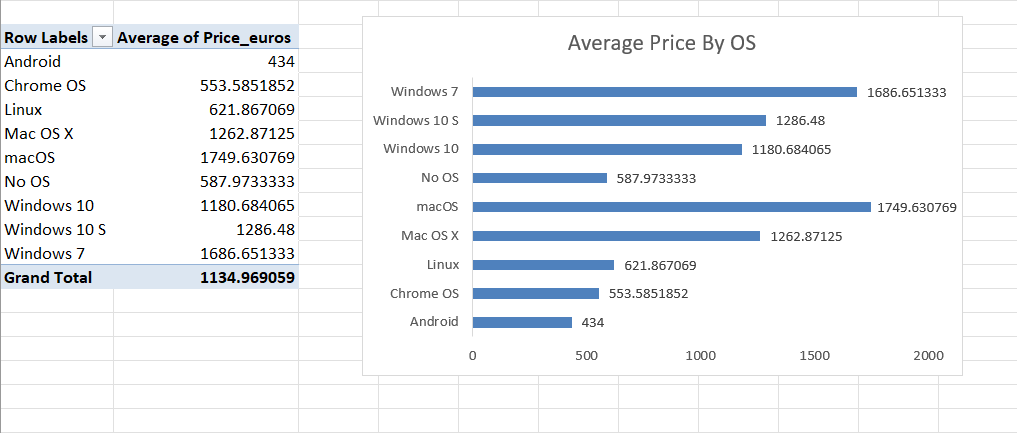 Row Labels Average of Price_euros
Android 434
Chrome OS 553.5851852
Linux 621.867069
Mac OS X 1262.87125
macOS 1749.630769
No OS 587.9733333
Windows 10 1180.684065
Windows 10 S 1286.48
Windows 7 1686.651333
Grand Total 1134.969059
Average Price By OS
Windows 7 1686.651333
Windows 10 S 1286.48
Windows 10 1180.684065
No OS 587.9733333
macOS 1749.630769
Mac OS X 1262.87125
Linux 621.867069
Chrome OS 553.5851852
Android 434
0 500 1000 1500 2000